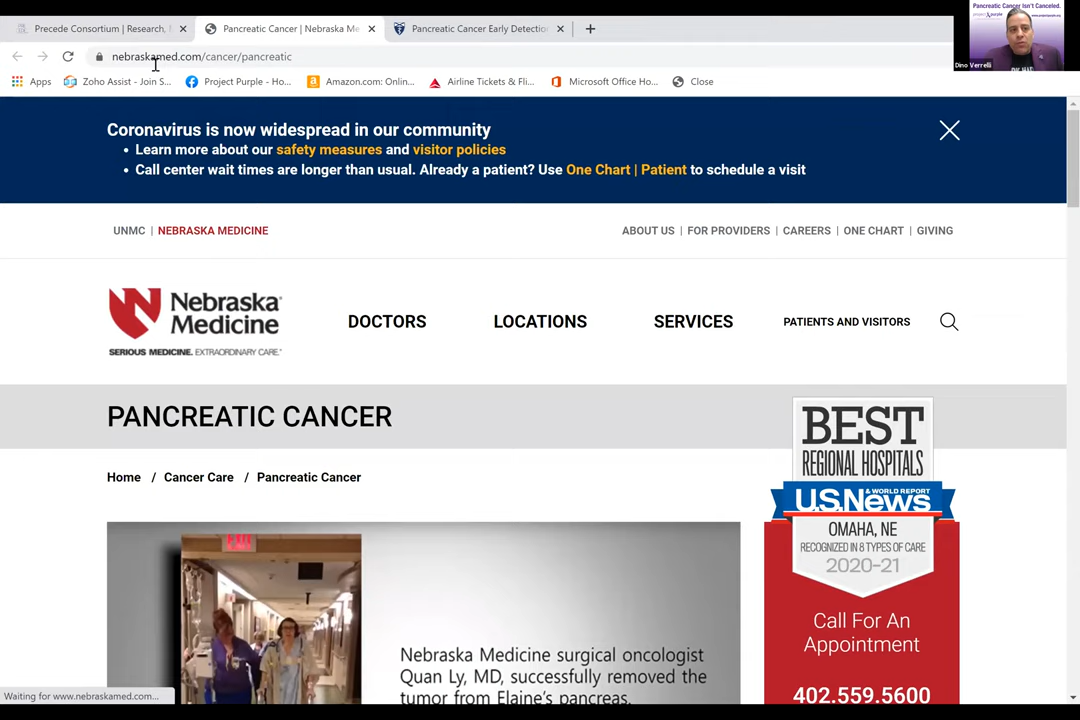 Precede Consortium | Research,
Pancreatic Cancer | Nebraska Me
Pancreatic Cancer Early Detectio
nebraskamed.com/cancer/pancreatic
Apps
Zoho Assist - Join S...
Project Purple - Ho...
Amazon.com: Onlin...
Airline Tickets & Fli...
Microsoft Office Ho...
Close
Pancreatic Cancer Isn't Canceled.
Dino Verrelli
Coronavirus is now widespread in our community
• Learn more about our safety measures and visitor policies
• Call center wait times are longer than usual. Already a patient? Use One Chart | Patient to schedule a visit
UNMC | NEBRASKA MEDICINE
ABOUT US | FOR PROVIDERS | CAREERS | ONE CHART | GIVING
Nebraska
Medicine
SERIOUS MEDICINE. EXTRAORDINARY CARE.®
DOCTORS
LOCATIONS
SERVICES
PATIENTS AND VISITORS
PANCREATIC CANCER
Home / Cancer Care / Pancreatic Cancer
EXIT
Nebraska Medicine surgical oncologist
Quan Ly, MD, successfully removed the
tumor from Elaine's pancreas.
BEST
REGIONAL HOSPITALS
U.S. News
& WORLD REPORT
OMAHA, NE
RECOGNIZED IN 8 TYPES OF CARE
2020-21
Call For An
Appointment
402.559.5600
Waiting for www.nebraskamed.com...